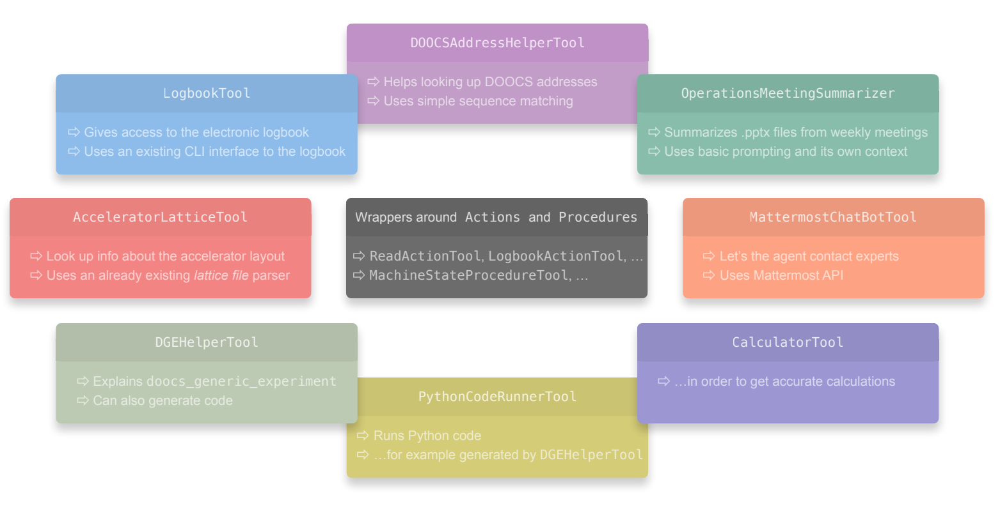 DOOCSAddressHelperTool
⇨ Helps looking up DOOCS addresses
⇨ Uses simple sequence matching
LogbookTool
⇨ Gives access to the electronic logbook
⇨ Uses an existing CLI interface to the logbook
OperationsMeetingSummarizer
⇨ Summarizes .pptx files from weekly meetings
⇨ Uses basic prompting and its own context
AcceleratorLatticeTool
⇨ Look up info about the accelerator layout
⇨ Uses an already existing lattice file parser
Wrappers around Actions and Procedures
⇨ ReadActionTool, LogbookActionTool, …
⇨ MachineStateProcedureTool, …
MattermostChatBotTool
⇨ Let's the agent contact experts
⇨ Uses Mattermost API
DGEHelperTool
⇨ Explains doocs_generic_experiment
⇨ Can also generate code
PythonCodeRunnerTool
⇨ Runs Python code
⇨ …for example generated by DGEHelperTool
CalculatorTool
⇨ …in order to get accurate calculations